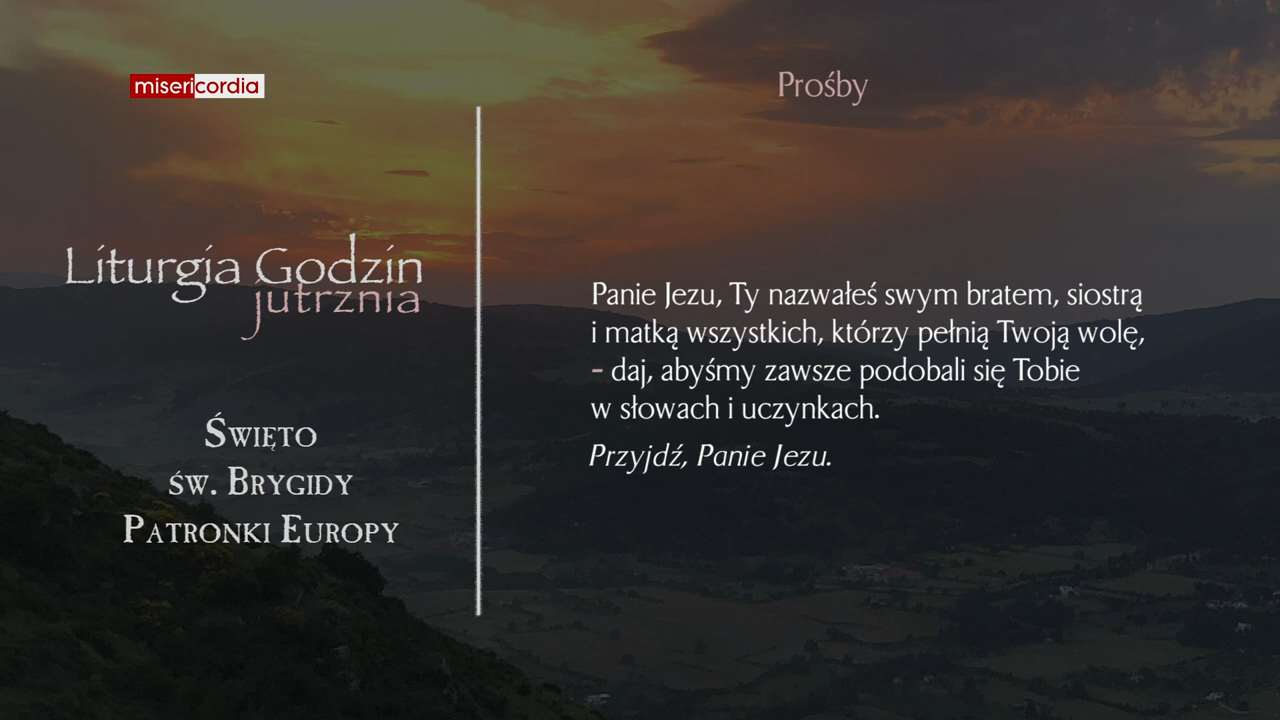 misericordia
Liturgia Godzin
jutrznia
Święto
św. Brygidy
Patronki Europy
Prośby
Panie Jezu, Ty nazwałeś swym bratem, siostrą
i matką wszystkich, którzy pełnią Twoją wolę,
- daj, abyśmy zawsze podobali się Tobie
w słowach i uczynkach.
Przyjdź, Panie Jezu.